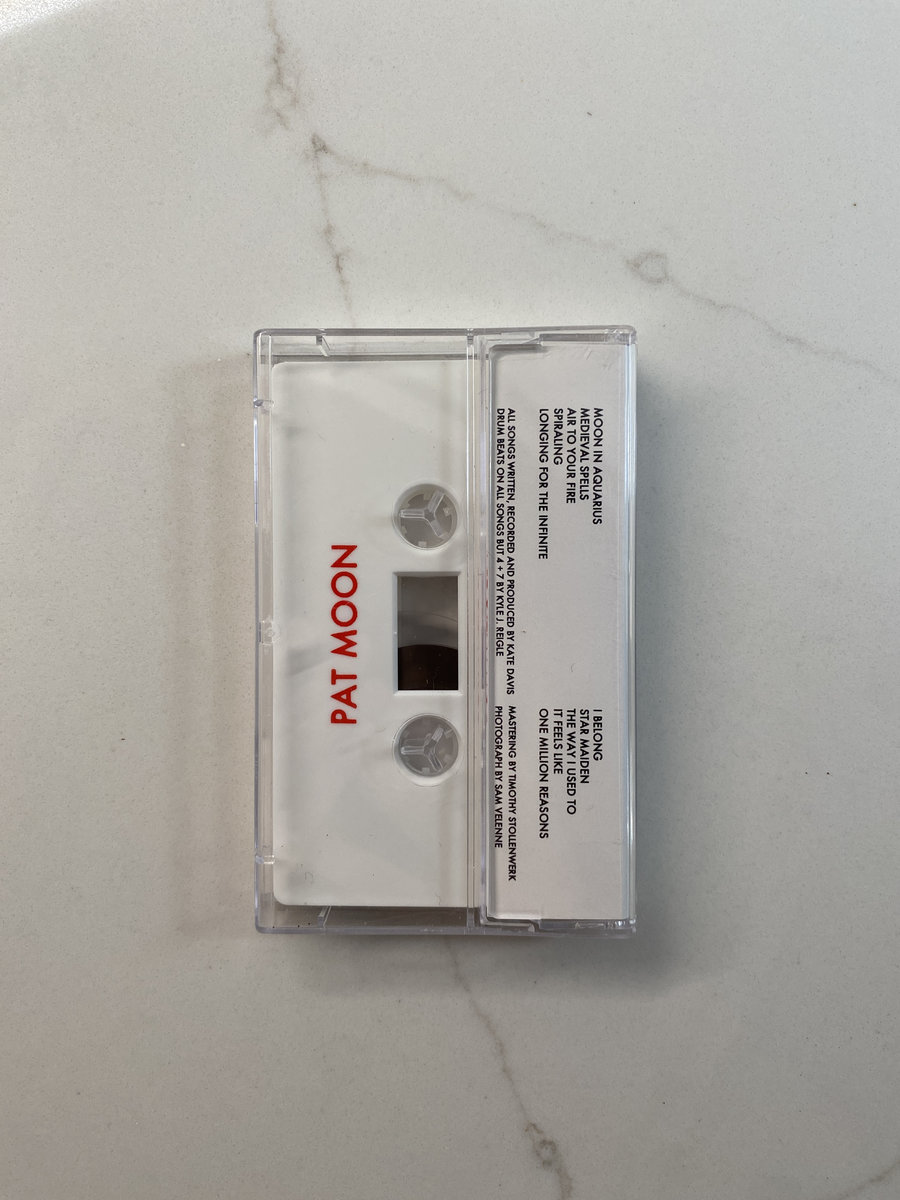 MOON IN AQUARIUS
MEDIEVAL SPELLS
AIR TO YOUR FIRE
SPIRALING
LONGING FOR THE INFINITE
I BELONG
STAR MAIDEN
THE WAY I USED TO
IT FEELS LIKE
ONE MILLION REASONS
ALL SONGS WRITTEN, RECORDED AND PRODUCED BY KATE DAVIS
DRUM BEATS ON ALL SONGS BUT 4 + 7 BY KYLE J. REIGLE
MASTERING BY TIMOTHY STOLLENWERK
PHOTOGRAPH BY SAM VELENNE
PAT MOON